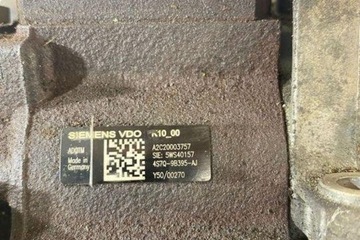 SIEMENS VDO K10_00
A2C20003757
SIE: 5WS40157
4S7Q-9B395-AJ
Y50/00270
Made in
Germany